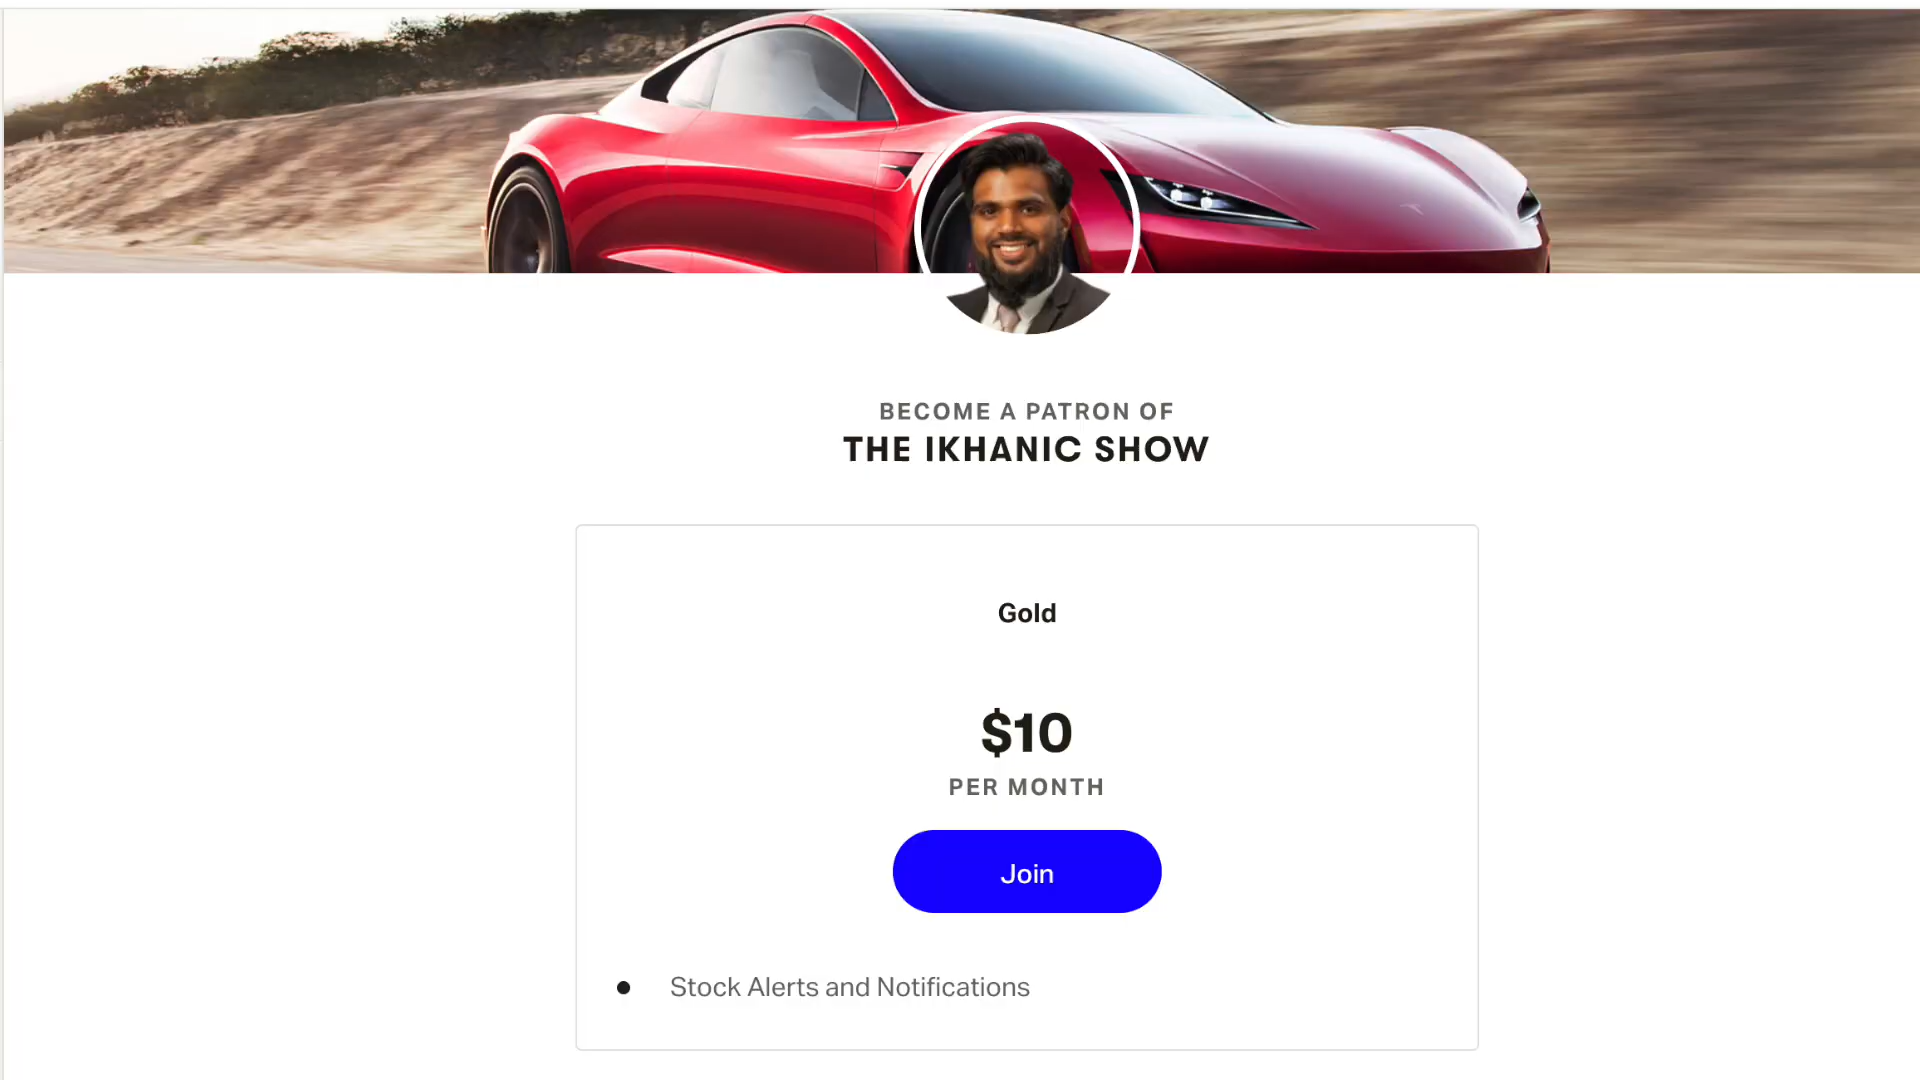 BECOME A PATRON OF
THE IKHANIC SHOW
Gold
$10
PER MONTH
Join
Stock Alerts and Notifications